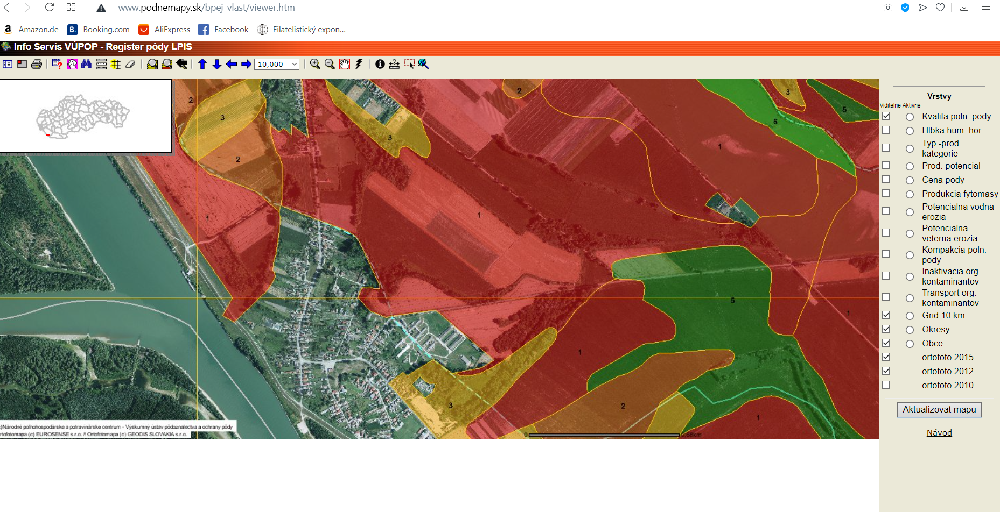 www.podnemapy.sk/bpej_vlast/viewer.htm
Amazon.de
B. Booking.com
AliExpress
Facebook
Filatelistický expon...
Info Servis VÚPOP - Register pôdy LPIS
10,000
2
3
2
3
2
3
5
6
1
1
1
5
1
1
2
3
1
0
0.68km
)Národné poľnohospodárske a potravinárske centrum - Výskumný ústav pôdoznalectva a ochrany pôdy
rtofotomapa (c) EUROSENSE s.r.o. // Ortofotomapa (c) GEODIS SLOVAKIA s.r.o.
Vrstvy
Viditelne Aktivne
Kvalita poln. pody
Hlbka hum. hor.
Typ.-prod.
kategorie
Prod. potencial
Cena pody
Produkcia fytomasy
Potencialna vodna
erozia
Potencialna
veterna erozia
Kompakcia poln.
pody
Inaktivacia org.
kontaminantov
Transport org.
kontaminantov
Grid 10 km
Okresy
Obce
ortofoto 2015
ortofoto 2012
ortofoto 2010
Aktualizovat mapu
Návod